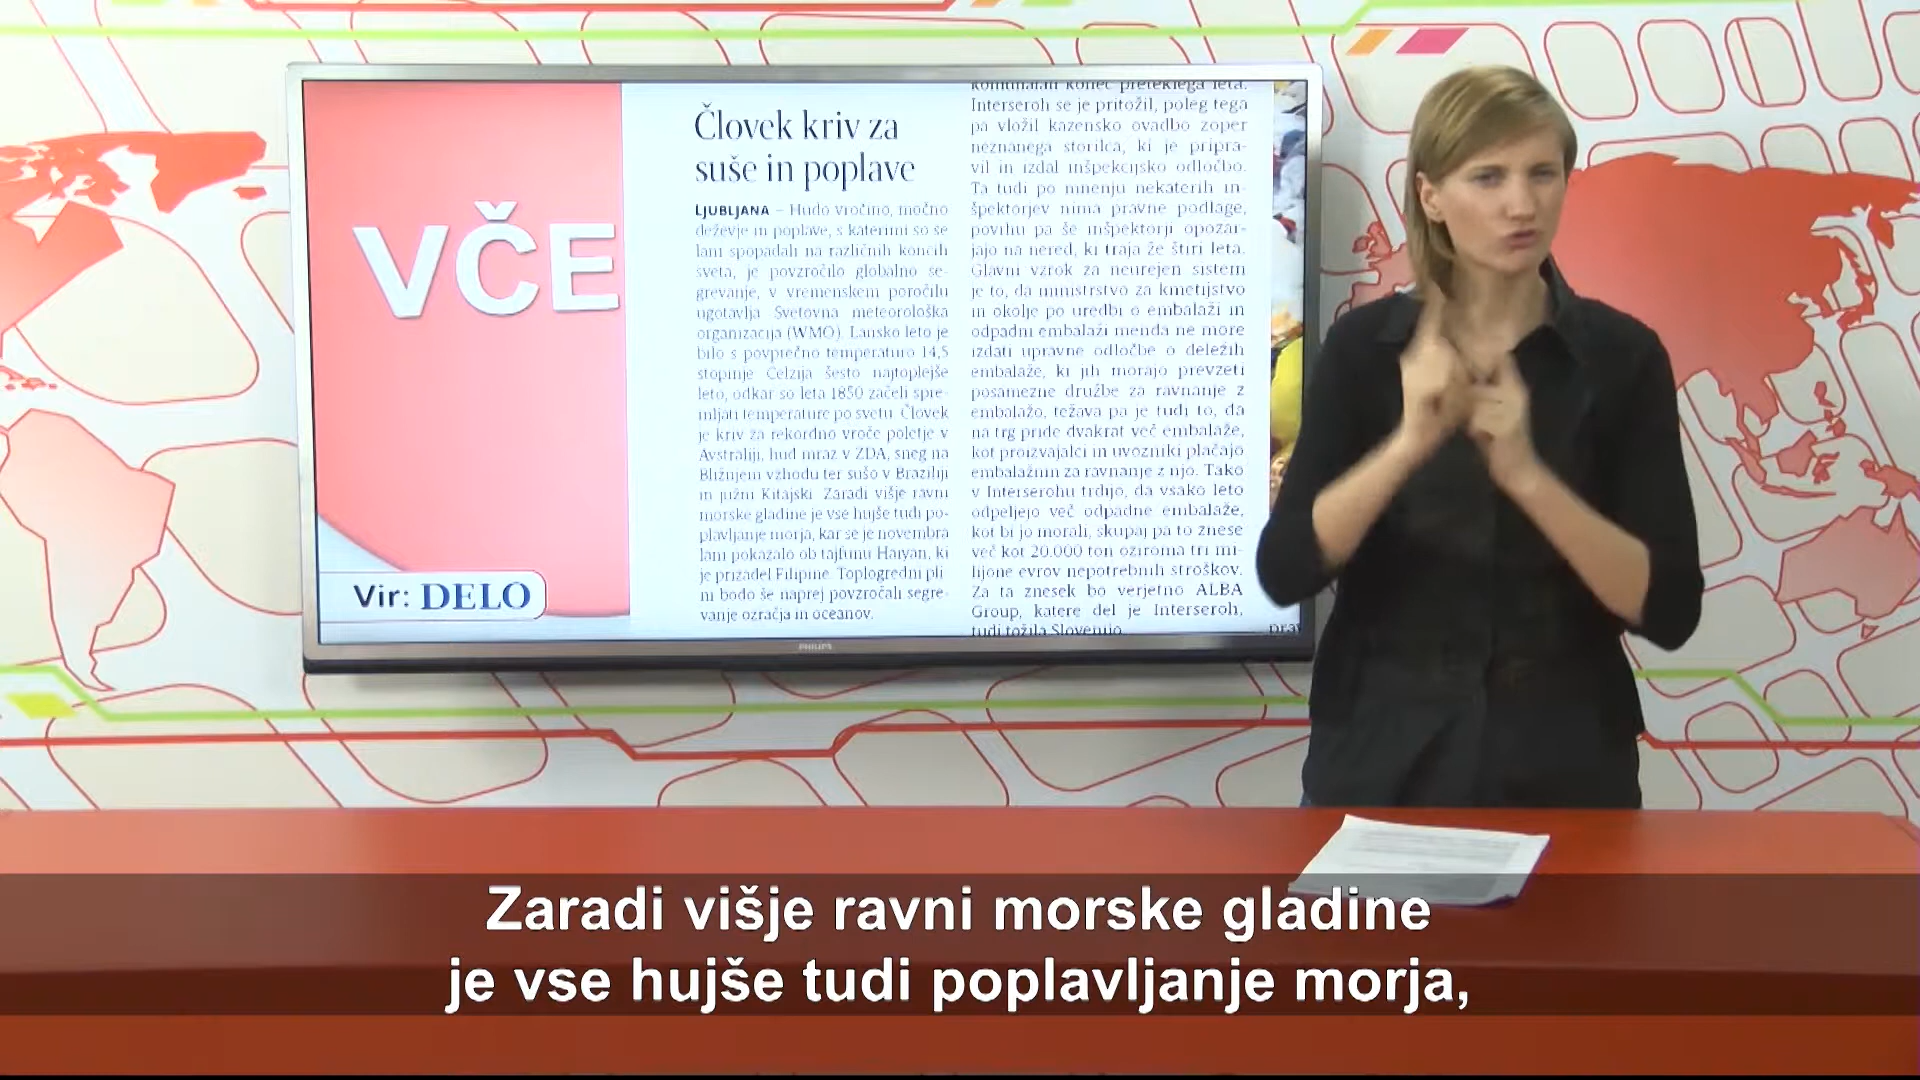 VČE
Vir: DELO
Človek kriv za
suše in poplave
LJUBLJANA – Hudo vročino, močno
deževje in poplave, s katerimi so se
lani spopadali na različnih koncih
sveta, je povzročilo globalno se-
grevanje, v vremenskem poročilu
ugotavlja Svetovna meteorološka
organizacija (WMO). Lansko leto je
bilo s povprečno temperaturo 14,5
stopinje Celzija šesto najtoplejše
leto, odkar so leta 1850 začeli spre-
mljati temperature po svetu. Človek
je kriv za rekordno vroče poletje v
Avstraliji, hud mraz v ZDA, sneg na
Bližnjem vzhodu ter sušo v Braziliji
in južni Kitajski. Zaradi višje ravni
morske gladine je vse hujše tudi po-
plavljanje morja, kar se je novembra
lani pokazalo ob tajfunu Haiyan, ki
je prizadel Filipine. Toplogredni pli-
ni bodo še naprej povzročali segre-
vanje ozračja in oceanov.
komunalni konec preteklega leta.
Interseroh se je pritožil, poleg tega
pa vložil kazensko ovadbo zoper
neznanega storilca, ki je pripra-
vil in izdal inšpekcijsko odločbo.
Ta tudi po mnenju nekaterih in-
špektorjev nima pravne podlage,
povrhu pa še inšpektorji opozar-
jajo na nered, ki traja že štiri leta.
Glavni vzrok za neurejen sistem
je to, da ministrstvo za kmetijstvo
in okolje po uredbi o embalaži in
odpadni embalaži menda ne more
izdati upravne odločbe o deležih
embalaže, ki jih morajo prevzeti
posamezne družbe za ravnanje z
embalažo, težava pa je tudi to, da
na trg pride dvakrat več embalaže,
kot proizvajalci in uvozniki plačajo
embalažnin za ravnanje z njo. Tako
v Interserohu trdijo, da vsako leto
odpeljejo več odpadne embalaže,
kot bi jo morali, skupaj pa to znese
več kot 20.000 ton oziroma tri mi-
lijone evrov nepotrebnih stroškov.
Za ta znesek bo verjetno ALBA
Group, katere del je Interseroh,
tudi tožila Slovenijo.
prav
PHILIPS
Zaradi višje ravni morske gladine
je vse hujše tudi poplavljanje morja,